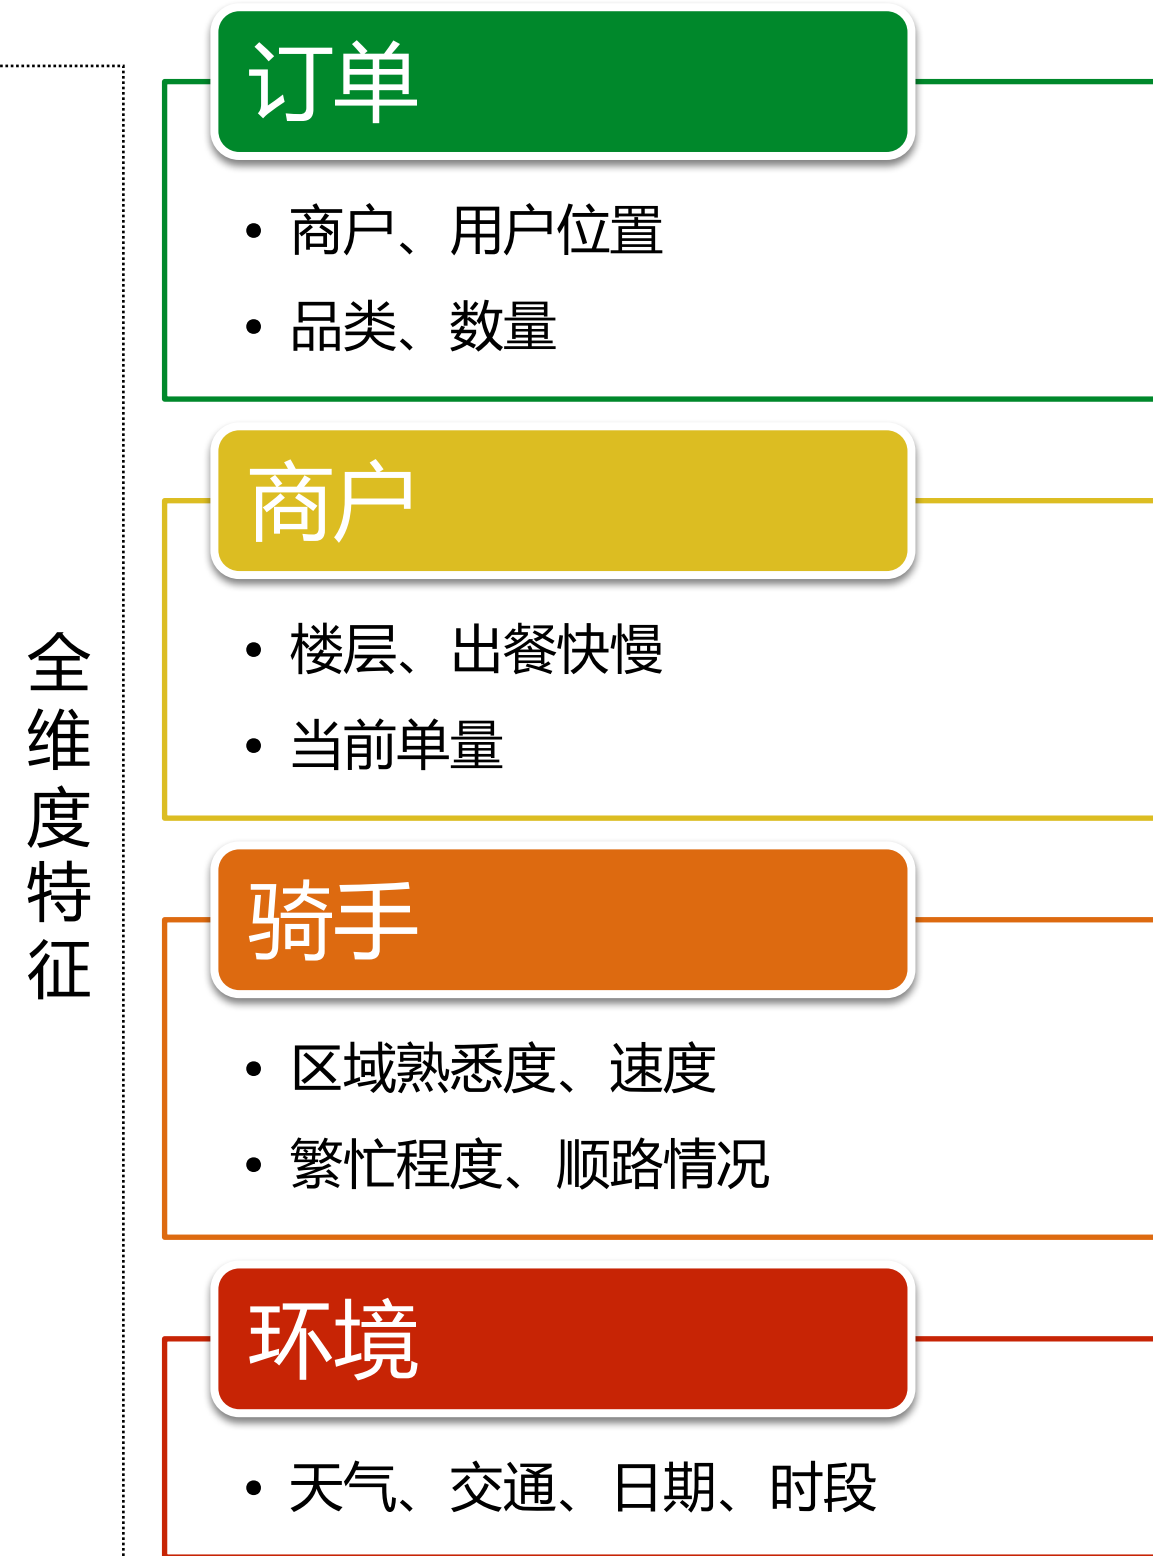 全维度特征
订单
• 商户、用户位置
• 品类、数量
商户
• 楼层、出餐快慢
• 当前单量
骑手
• 区域熟悉度、速度
• 繁忙程度、顺路情况
环境
• 天气、交通、日期、时段